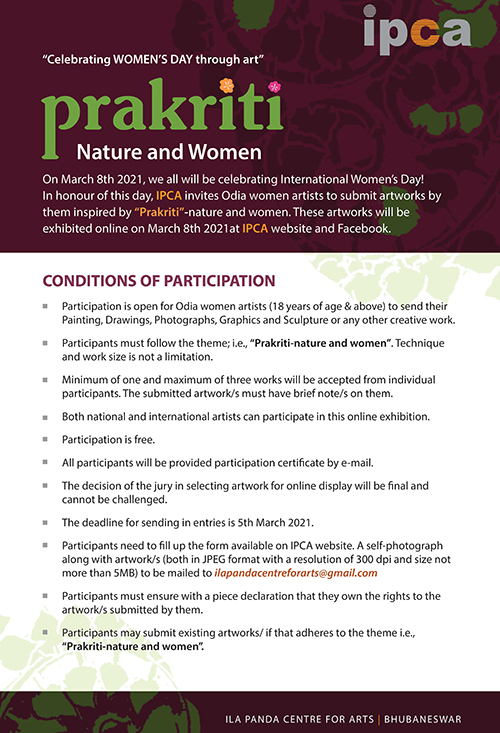 ipca
“Celebrating WOMEN’S DAY through art”
prakriti
Nature and Women
On March 8th 2021, we all will be celebrating International Women’s Day!
In honour of this day, IPCA invites Odia women artists to submit artworks by
them inspired by “Prakriti”-nature and women. These artworks will be
exhibited online on March 8th 2021at IPCA website and Facebook.
CONDITIONS OF PARTICIPATION
Participation is open for Odia women artists (18 years of age & above) to send their
Painting, Drawings, Photographs, Graphics and Sculpture or any other creative work.
Participants must follow the theme; i.e., “Prakriti-nature and women”. Technique
and work size is not a limitation.
Minimum of one and maximum of three works will be accepted from individual
participants. The submitted artwork/s must have brief note/s on them.
Both national and international artists can participate in this online exhibition.
Participation is free.
All participants will be provided participation certificate by e-mail.
The decision of the jury in selecting artwork for online display will be final and
cannot be challenged.
The deadline for sending in entries is 5th March 2021.
Participants need to fill up the form available on IPCA website. A self-photograph
along with artwork/s (both in JPEG format with a resolution of 300 dpi and size not
more than 5MB) to be mailed to ilapandacentreforarts@gmail.com
Participants must ensure with a piece declaration that they own the rights to the
artwork/s submitted by them.
Participants may submit existing artworks/ if that adheres to the theme i.e.,
“Prakriti-nature and women”.
ILA PANDA CENTRE FOR ARTS | BHUBANESWAR